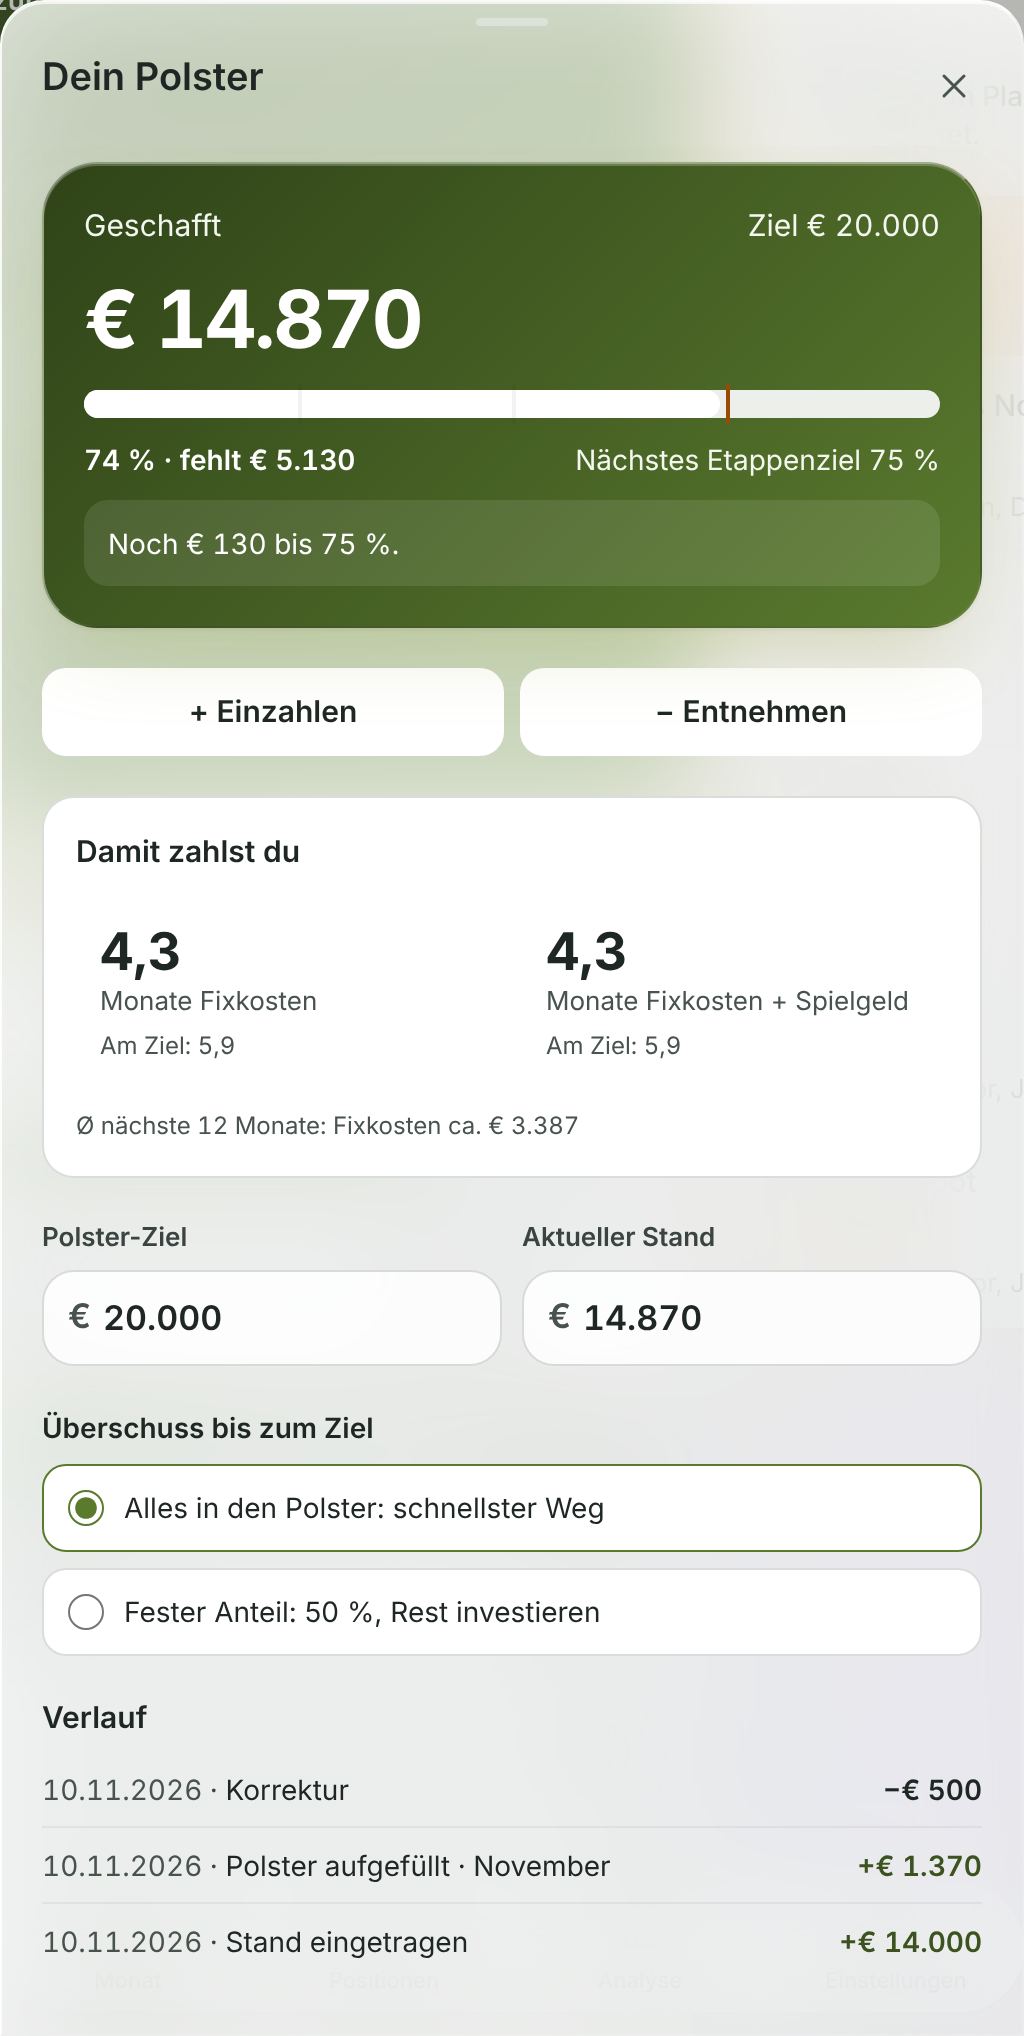 Dein Polster
Geschafft
Ziel € 20.000
€ 14.870
74 % · fehlt € 5.130
Nächstes Etappenziel 75 %
Noch € 130 bis 75 %.
+ Einzahlen
− Entnehmen
Damit zahlst du
4,3
Monate Fixkosten
Am Ziel: 5,9
4,3
Monate Fixkosten + Spielgeld
Am Ziel: 5,9
Ø nächste 12 Monate: Fixkosten ca. € 3.387
Polster-Ziel
€ 20.000
Aktueller Stand
€ 14.870
Überschuss bis zum Ziel
Alles in den Polster: schnellster Weg
Fester Anteil: 50 %, Rest investieren
Verlauf
10.11.2026 · Korrektur
−€ 500
10.11.2026 · Polster aufgefüllt · November
+€ 1.370
10.11.2026 · Stand eingetragen
+€ 14.000
Monat
Positionen
Analyse
Einstellungen